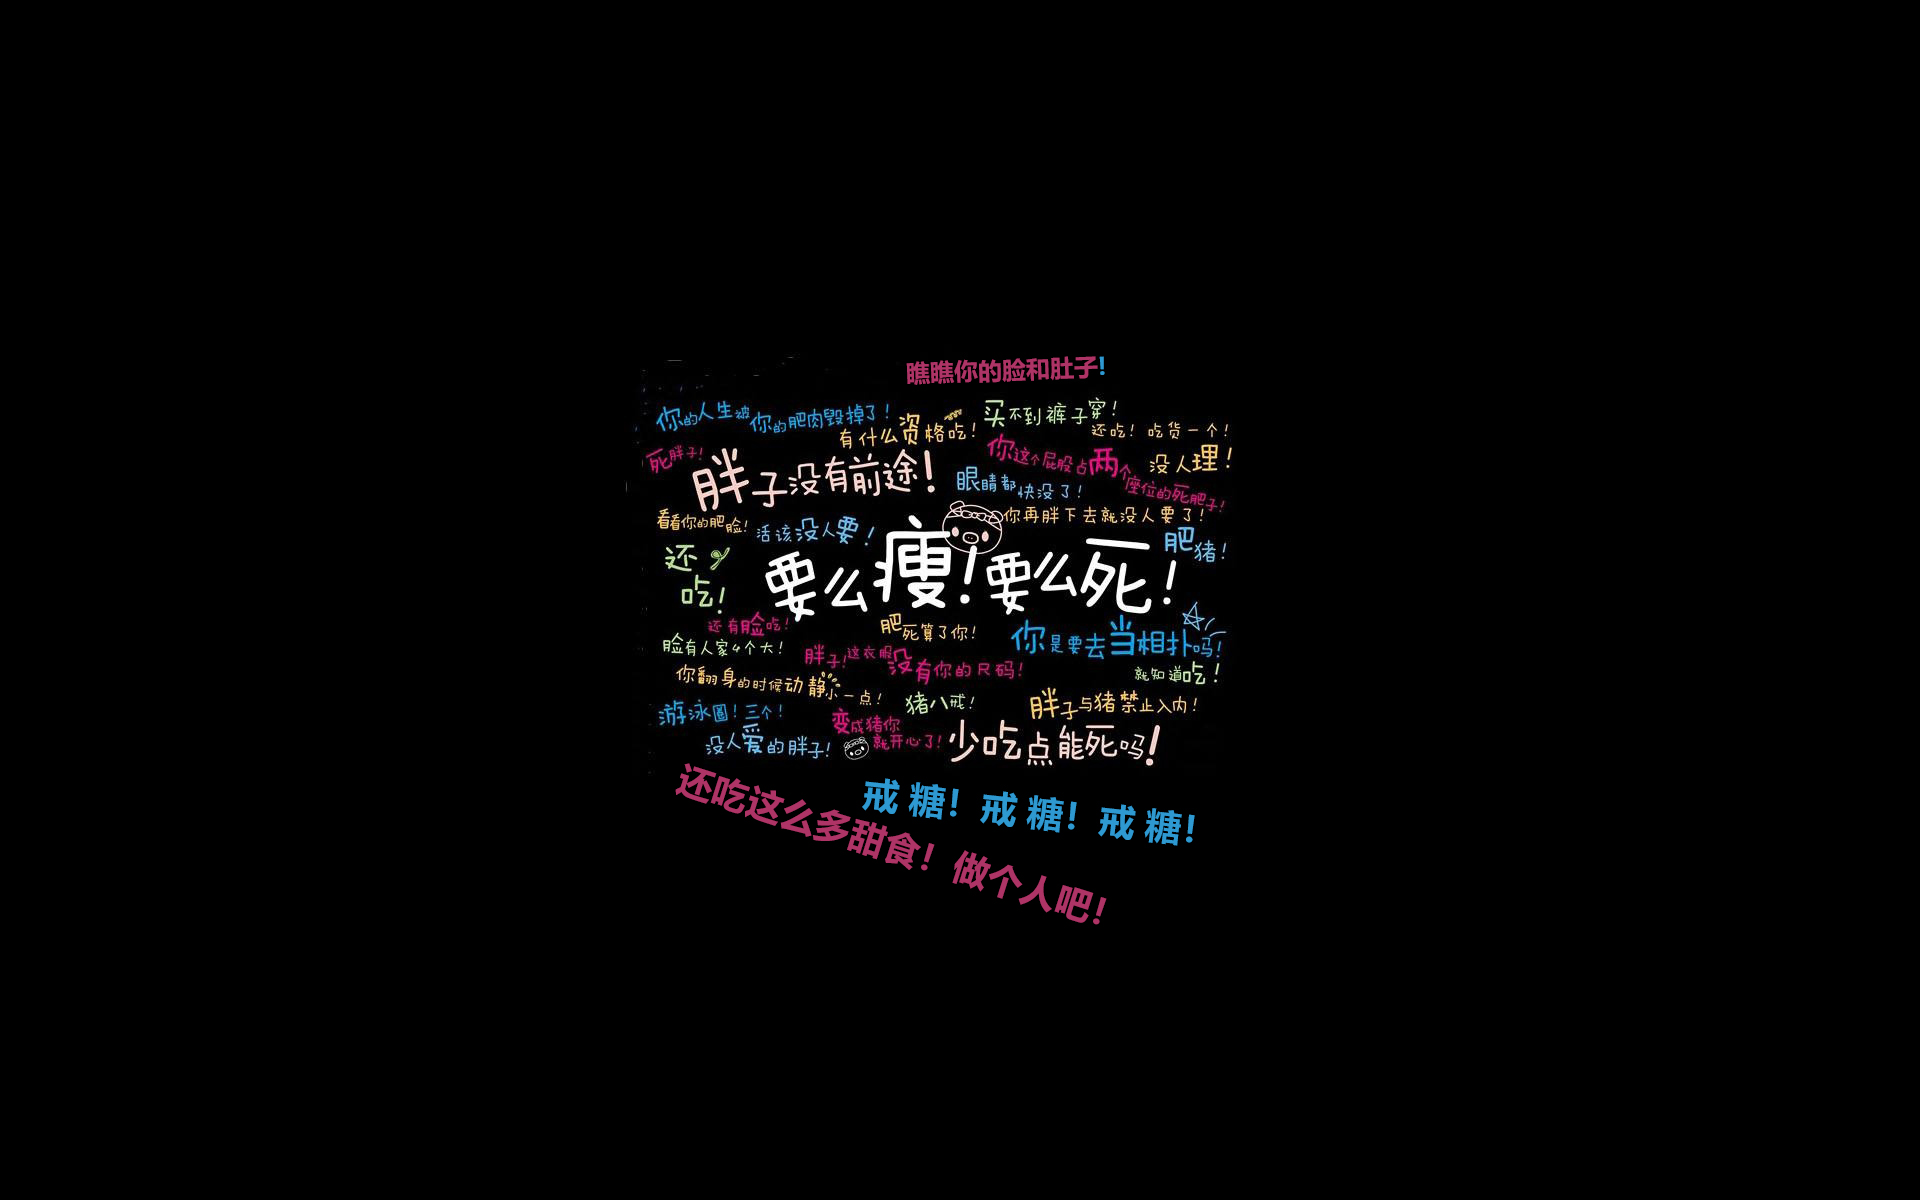 瞧瞧你的脸和肚子!
你的人生被你的肥肉毁掉了!
有什么资格吃!
买不到裤子穿!
还吃! 吃货一个!
死胖子!
胖子没有前途!
你这个屁股占两个座位的死肥子!
没人理!
眼睛都快没了!
看看你的肥脸!
活该没人要!
你再胖下去就没人要了!
肥猪!
还吃!
要么瘦!要么死!
还有脸吃!
肥死算了你!
你是要去当相扑吗!
脸有人家4个大!
胖子!这衣服没有你的尺码!
就知道吃!
你翻身的时候动静小一点!
猪八戒!
胖子与猪禁止入内!
游泳圈!三个!
变成猪你就开心了!
没人爱的胖子!
少吃点能死吗!
戒 糖! 戒 糖! 戒 糖!
还吃这么多甜食! 做个人吧!